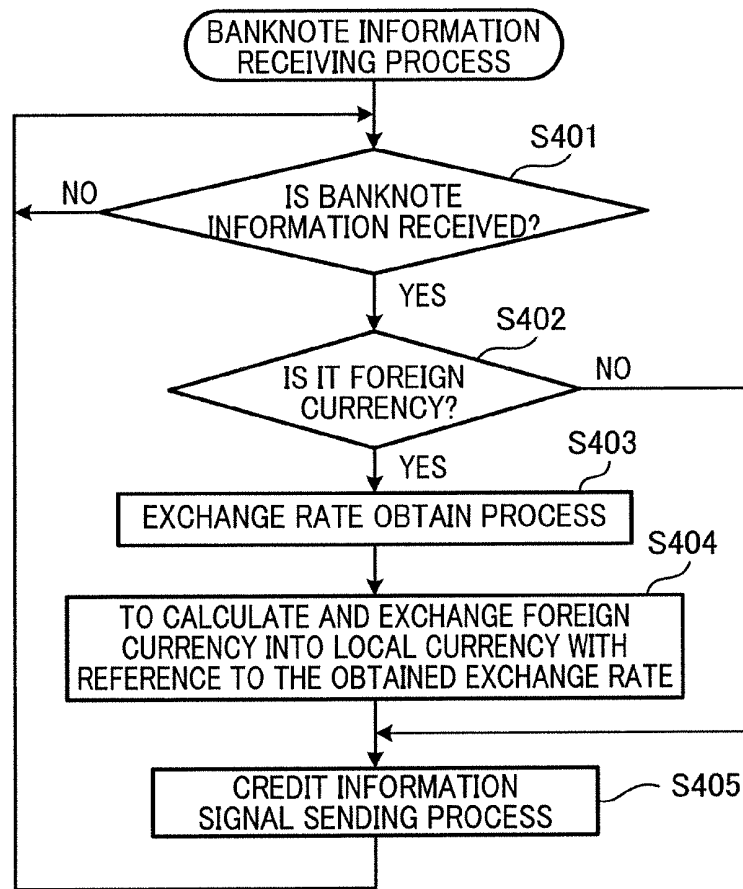 BANKNOTE INFORMATION
RECEIVING PROCESS
S401
NO
IS BANKNOTE
INFORMATION RECEIVED?
YES
S402
IS IT FOREIGN
CURRENCY?
NO
YES
S403
EXCHANGE RATE OBTAIN PROCESS
S404
TO CALCULATE AND EXCHANGE FOREIGN
CURRENCY INTO LOCAL CURRENCY WITH
REFERENCE TO THE OBTAINED EXCHANGE RATE
CREDIT INFORMATION
SIGNAL SENDING PROCESS
S405